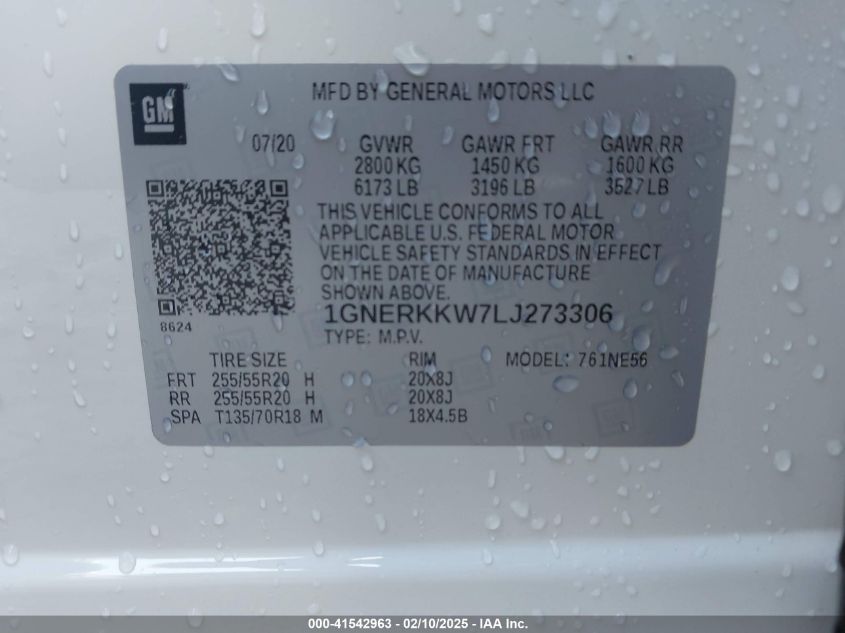 GM
MFD BY GENERAL MOTORS LLC
07/20 GVWR GAWR FRT GAWR RR
2800 KG 1450 KG 1600 KG
6173 LB 3196 LB 3527 LB
THIS VEHICLE CONFORMS TO ALL
APPLICABLE U.S. FEDERAL MOTOR
VEHICLE SAFETY STANDARDS IN EFFECT
ON THE DATE OF MANUFACTURE
SHOWN ABOVE.
8624
1GNERKKW7LJ273306
TYPE: M.P.V.
TIRE SIZE RIM MODEL: 761NE56
FRT 255/55R20 H 20X8J
RR 255/55R20 H 20X8J
SPA T135/70R18 M 18X4.5B
000-41542963 - 02/10/2025 - IAA Inc.